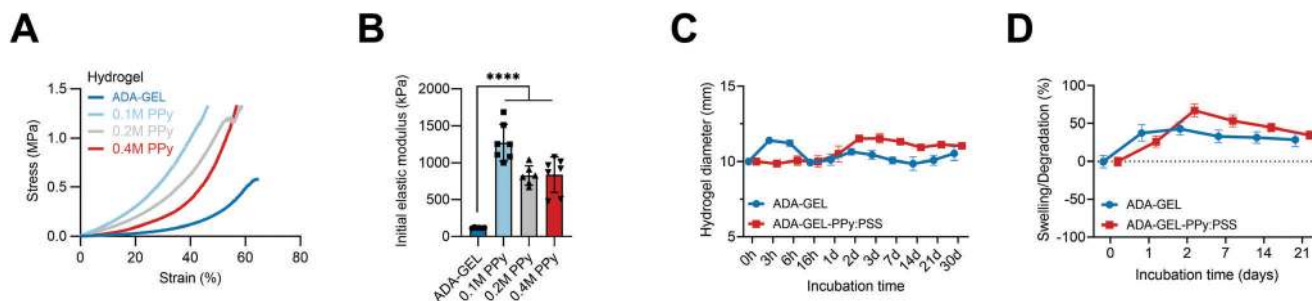 A
Hydrogel
ADA-GEL
0.1M PPy
0.2M PPy
0.4M PPy
Stress (MPa)
1.5
1.0
0.5
0.0
0 20 40 60 80
Strain (%)
B
****
Initial elastic modulus (kPa)
2000
1500
1000
500
0
ADA-GEL 0.1M PPy 0.2M PPy 0.4M PPy
C
Hydrogel diameter (mm)
15
10
5
ADA-GEL
ADA-GEL-PPy:PSS
0h 3h 6h 16h 1d 2d 3d 7d 14d 21d 30d
Incubation time
D
Swelling/Degradation (%)
100
50
0
-50
-100
ADA-GEL
ADA-GEL-PPy:PSS
0 1 2 7 14 21
Incubation time (days)